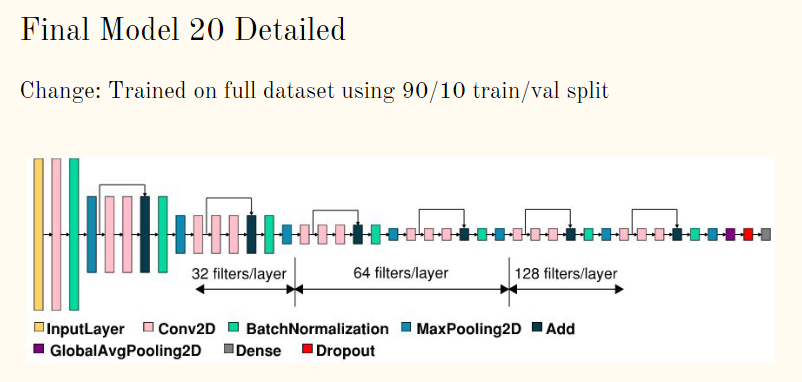 Final Model 20 Detailed
Change: Trained on full dataset using 90/10 train/val split
32 filters/layer 64 filters/layer 128 filters/layer
InputLayer Conv2D BatchNormalization MaxPooling2D Add
GlobalAvgPooling2D Dense Dropout